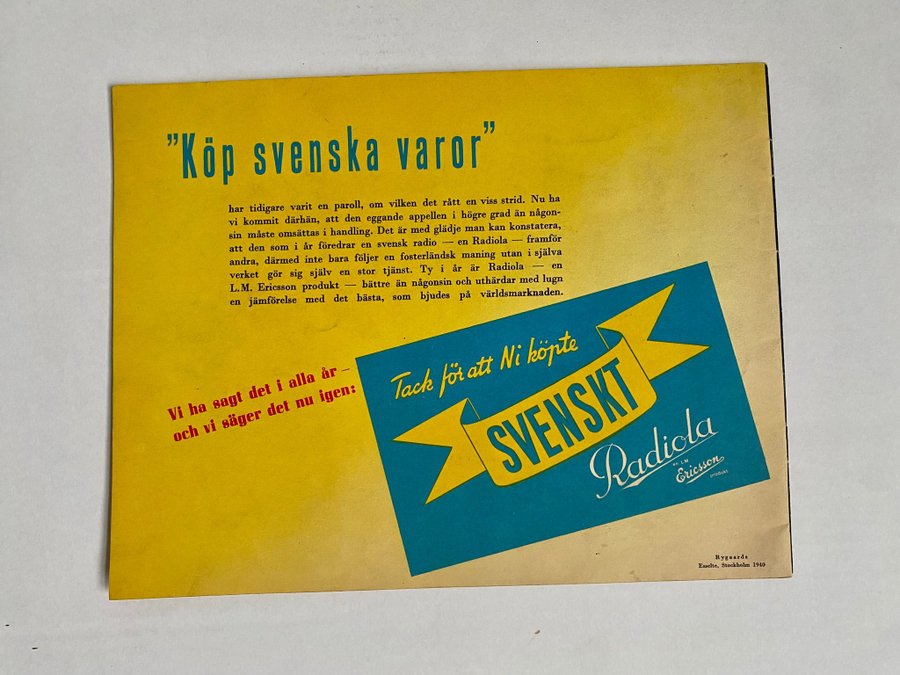 "Köp svenska varor"
har tidigare varit en paroll, om vilken det rått en viss strid. Nu ha
vi kommit därhän, att den eggande appellen i högre grad än någon-
sin måste omsättas i handling. Det är med glädje man kan konstatera,
att den som i år föredrar en svensk radio — en Radiola — framför
andra, därmed inte bara följer en fosterländsk maning utan i själva
verket gör sig själv en stor tjänst. Ty i år är Radiola — en
L.M. Ericsson produkt — bättre än någonsin och uthärdar med lugn
en jämförelse med det bästa, som bjudes på världsmarknaden.
Vi ha sagt det i alla år —
och vi säger det nu igen:
Tack för att Ni köpte
SVENSKT
Radiola
en L.M.
Ericsson
produkt
Rygaards
Esselte, Stockholm 1940